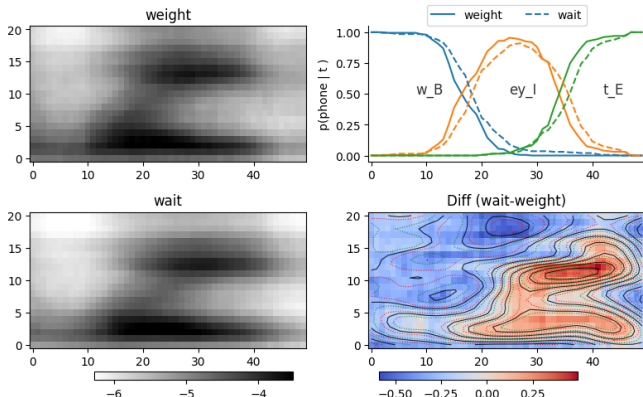 weight
20
15
10
5
0
0 10 20 30 40
weight wait
p(phone | t )
1.00
0.75
0.50
0.25
0.00
w_B ey_I t_E
0 10 20 30 40
wait
20
15
10
5
0
0 10 20 30 40
−6 −5 −4
Diff (wait-weight)
20
15
10
5
0
0 10 20 30 40
−0.50 −0.25 0.00 0.25